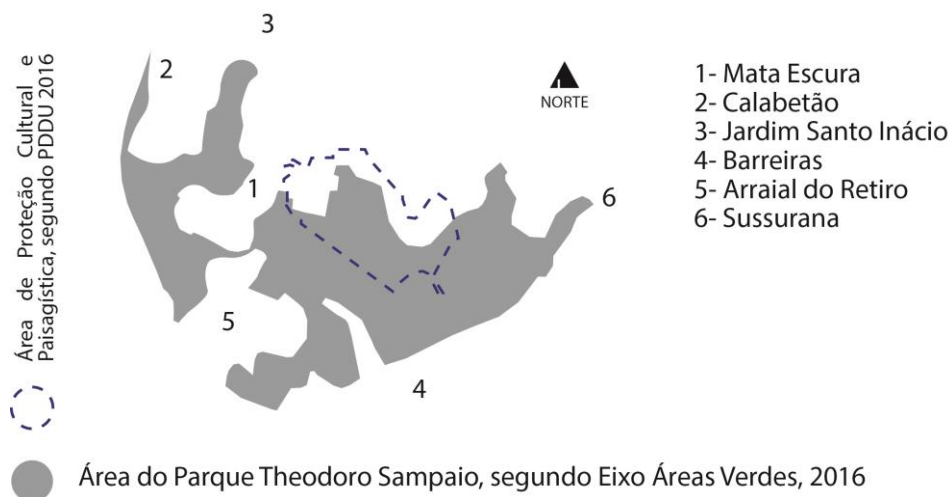 Área de Proteção Cultural e
Paisagística, segundo PDDU 2016
3
2
1
6
5
4
NORTE
1- Mata Escura
2- Calabetão
3- Jardim Santo Inácio
4- Barreiras
5- Arraial do Retiro
6- Sussurana
Área do Parque Theodoro Sampaio, segundo Eixo Áreas Verdes, 2016